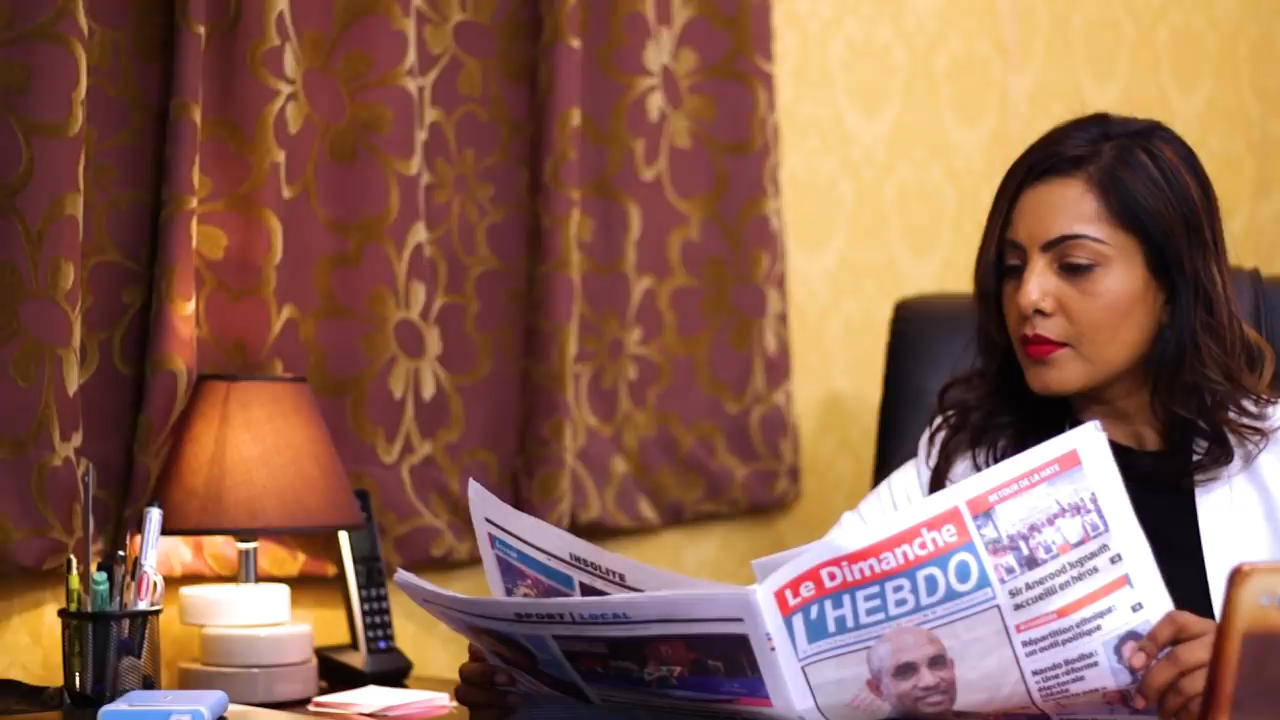 INSOLITE
SPORT | LOCAL
Le Dimanche
L'HEBDO
RETOUR DE LA HAYE
Sir Anerood Jugnauth
accueilli en héros
Répartition ethnique :
un outil politique
Nando Bodha :
« Une réforme
électorale